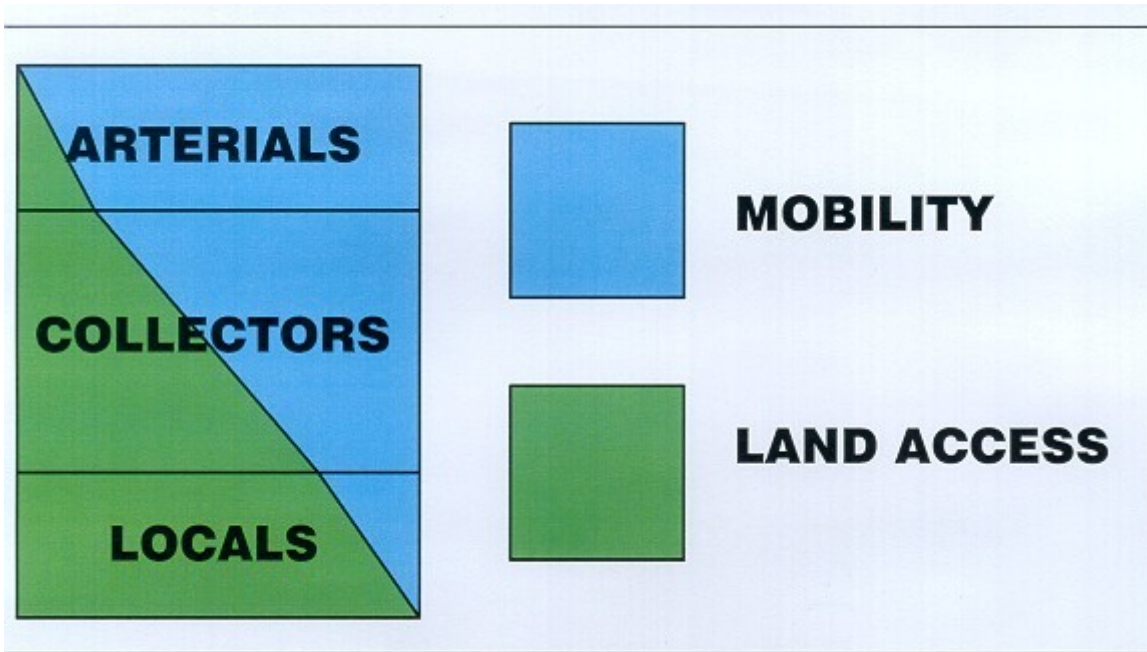 ARTERIALS
COLLECTORS
LOCALS
MOBILITY
LAND ACCESS